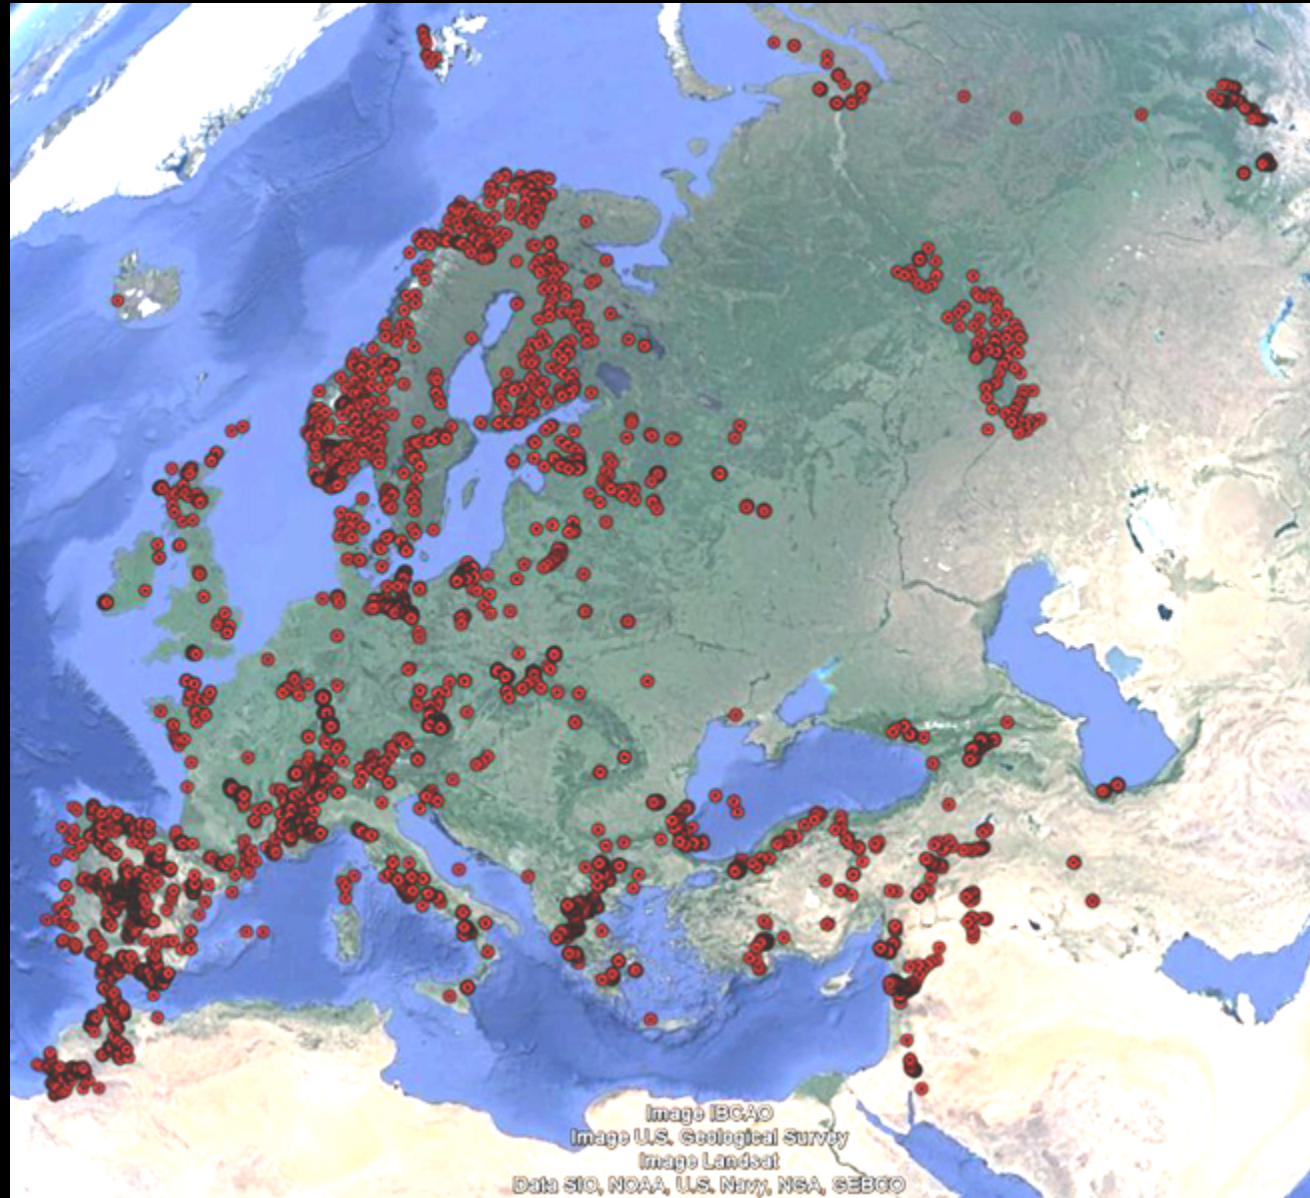 Image IBCAO
Image U.S. Geological Survey
Image Landsat
Data SIO, NOAA, U.S. Navy, NGA, GEBCO